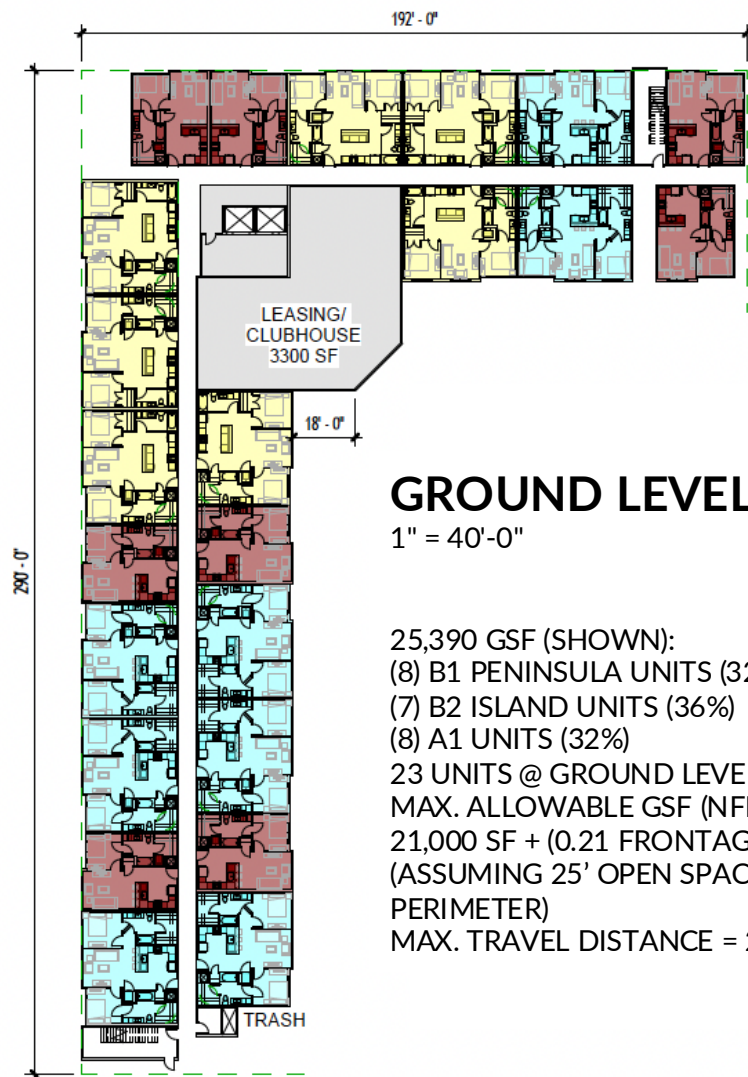 192' - 0"
LEASING/
CLUBHOUSE
3300 SF
18' - 0"
290' - 0"
GROUND LEVEL
1" = 40'-0"
25,390 GSF (SHOWN):
(8) B1 PENINSULA UNITS (32
(7) B2 ISLAND UNITS (36%)
(8) A1 UNITS (32%)
23 UNITS @ GROUND LEVE
MAX. ALLOWABLE GSF (NF
21,000 SF + (0.21 FRONTAG
(ASSUMING 25' OPEN SPAC
PERIMETER)
MAX. TRAVEL DISTANCE =
TRASH